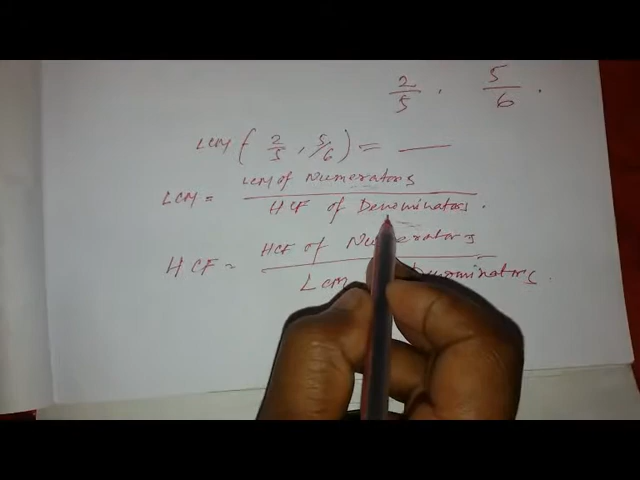 2/5 . 5/6 .
LCM ( 2/5 , 5/6 ) = ___
LCM = LCM of Numerators / HCF of Denominators .
HCF = HCF of Numerators / LCM Denominators .